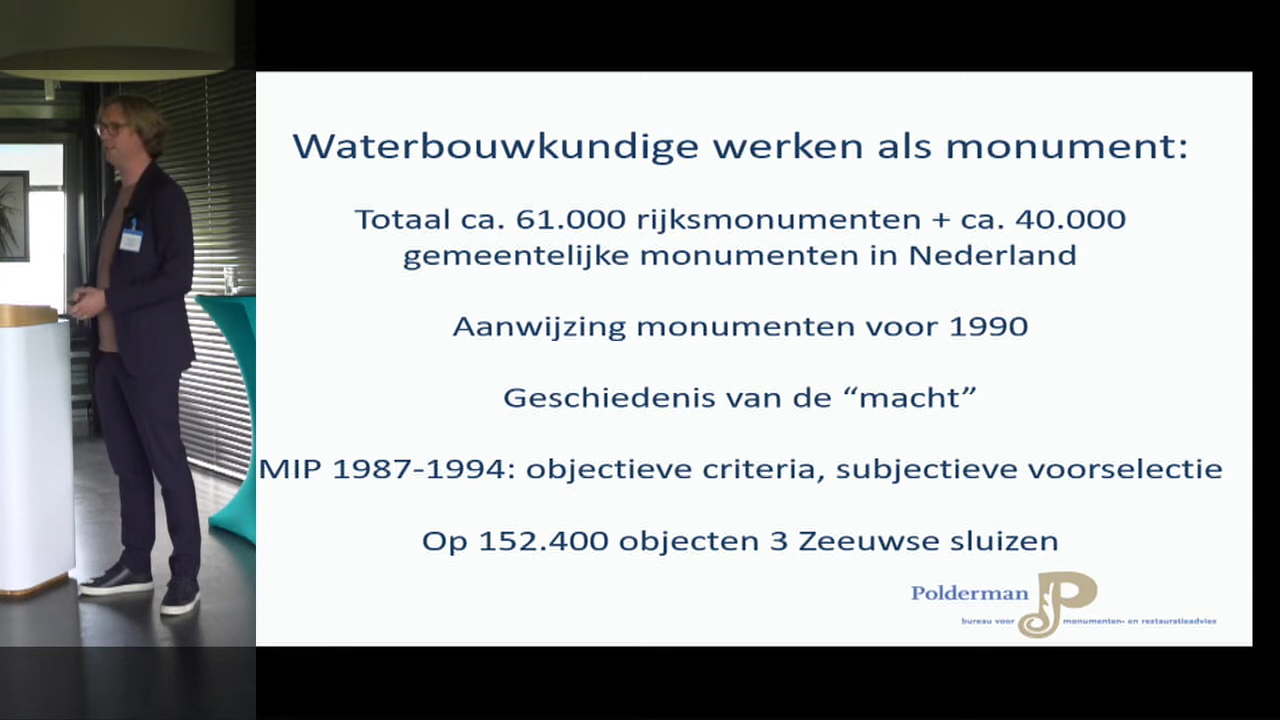 Waterbouwkundige werken als monument:
Totaal ca. 61.000 rijksmonumenten + ca. 40.000
gemeentelijke monumenten in Nederland
Aanwijzing monumenten voor 1990
Geschiedenis van de “macht”
MIP 1987-1994: objectieve criteria, subjectieve voorselectie
Op 152.400 objecten 3 Zeeuwse sluizen
Polderman
bureau voor monumenten- en restauratieadvies